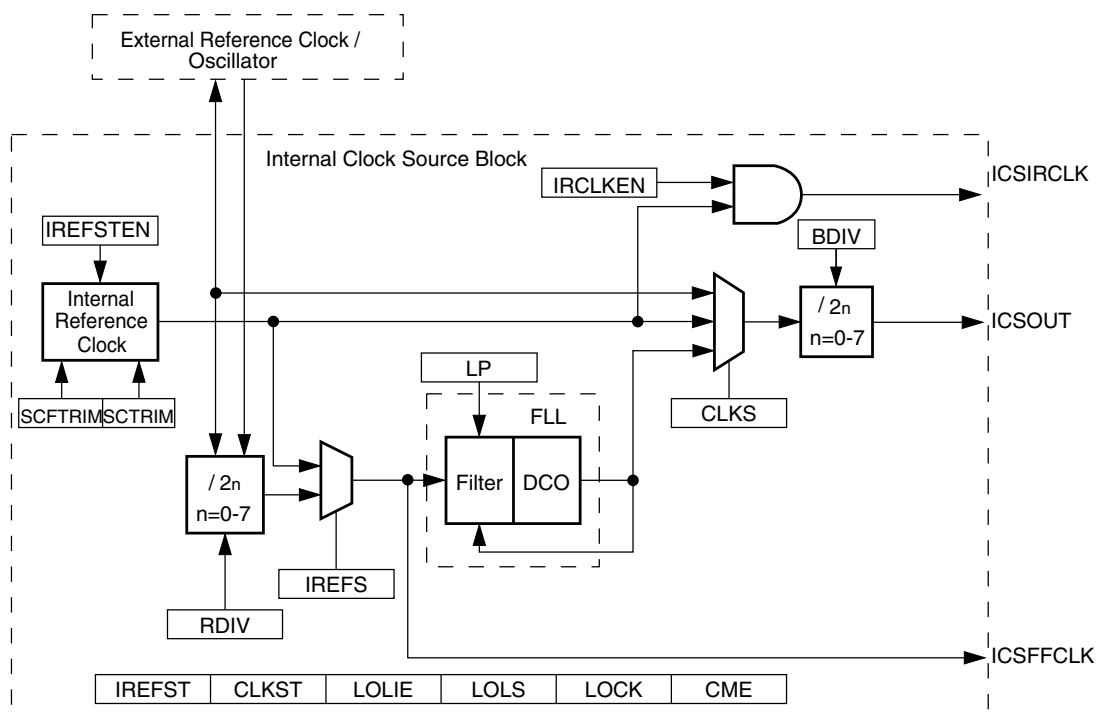 External Reference Clock /
Oscillator
Internal Clock Source Block
IRCLKEN
ICSIRCLK
IREFSTEN
BDIV
Internal
Reference
Clock
/ 2n
n=0-7
ICSOUT
LP
SCFTRIM SCTRIM
FLL
CLKS
/ 2n
n=0-7
Filter
DCO
IREFS
RDIV
ICSFFCLK
IREFST CLKST LOLIE LOLS LOCK CME